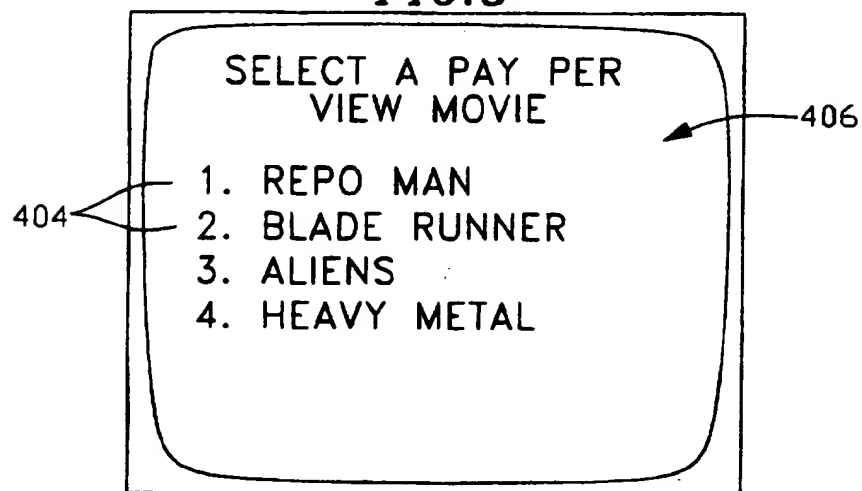 SELECT A PAY PER
VIEW MOVIE
406
1. REPO MAN
404
2. BLADE RUNNER
3. ALIENS
4. HEAVY METAL